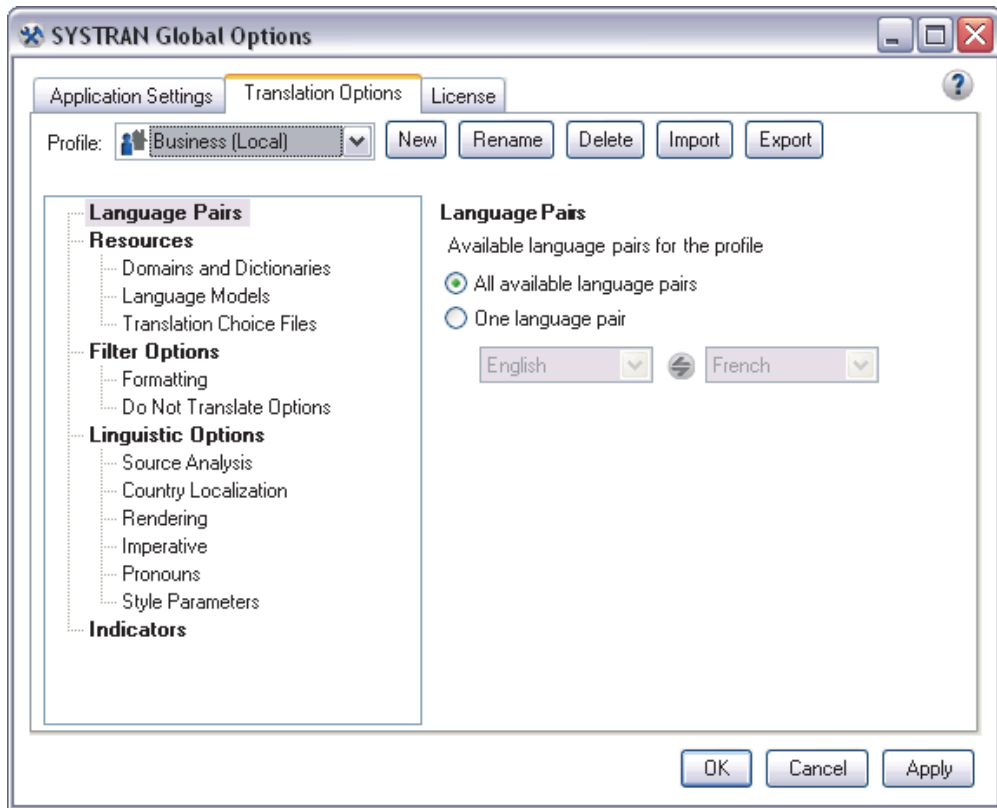 SYSTRAN Global Options
Application Settings Translation Options License
Profile: Business (Local) New Rename Delete Import Export
Language Pairs
Resources
Domains and Dictionaries
Language Models
Translation Choice Files
Filter Options
Formatting
Do Not Translate Options
Linguistic Options
Source Analysis
Country Localization
Rendering
Imperative
Pronouns
Style Parameters
Indicators
Language Pairs
Available language pairs for the profile
All available language pairs
One language pair
English French
OK Cancel Apply